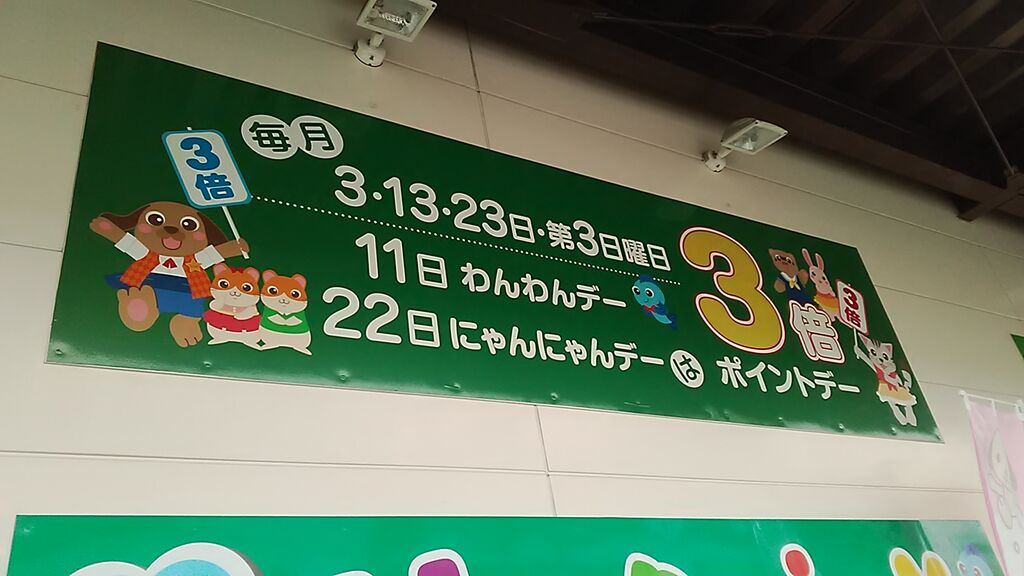 毎月
3倍
3・13・23日・第3日曜日
11日 わんわんデー
22日 にゃんにゃんデーは
3倍
ポイントデー
3倍